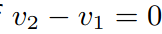 v₂ − v₁ = 0